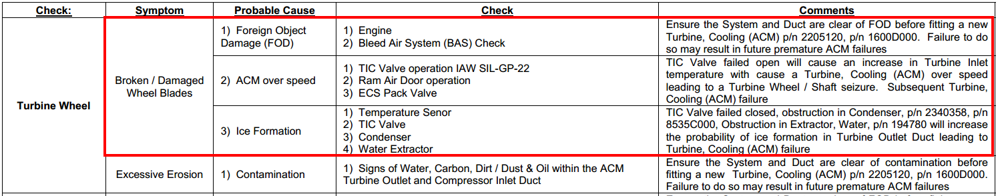 Check:
Symptom
Probable Cause
Check
Comments
Turbine Wheel
Broken / Damaged
Wheel Blades
1) Foreign Object
Damage (FOD)
1) Engine
2) Bleed Air System (BAS) Check
Ensure the System and Duct are clear of FOD before fitting a new
Turbine, Cooling (ACM) p/n 2205120, p/n 1600D000. Failure to do
so may result in future premature ACM failures
2) ACM over speed
1) TIC Valve operation IAW SIL-GP-22
2) Ram Air Door operation
3) ECS Pack Valve
TIC Valve failed open will cause an increase in Turbine Inlet
temperature with cause a Turbine, Cooling (ACM) over speed
leading to a Turbine Wheel / Shaft seizure. Subsequent Turbine,
Cooling (ACM) failure
3) Ice Formation
1) Temperature Senor
2) TIC Valve
3) Condenser
4) Water Extractor
TIC Valve failed closed, obstruction in Condenser, p/n 2340358, p/n
8535C000, Obstruction in Extractor, Water, p/n 194780 will increase
the probability of ice formation in Turbine Outlet Duct leading to
Turbine, Cooling (ACM) failure
Excessive Erosion
1) Contamination
1) Signs of Water, Carbon, Dirt / Dust & Oil within the ACM
Turbine Outlet and Compressor Inlet Duct
Ensure the System and Duct are clear of contamination before
fitting a new Turbine, Cooling (ACM) p/n 2205120, p/n 1600D000.
Failure to do so may result in future premature ACM failures